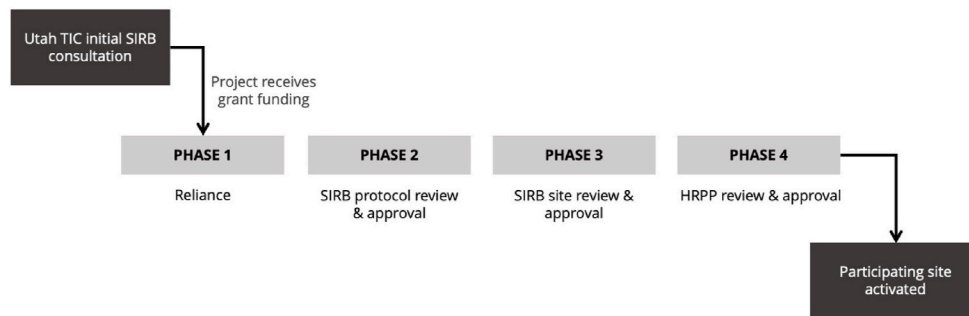 Utah TIC initial SIRB
consultation
Project receives
grant funding
PHASE 1
Reliance
PHASE 2
SIRB protocol review
& approval
PHASE 3
SIRB site review &
approval
PHASE 4
HRPP review & approval
Participating site
activated